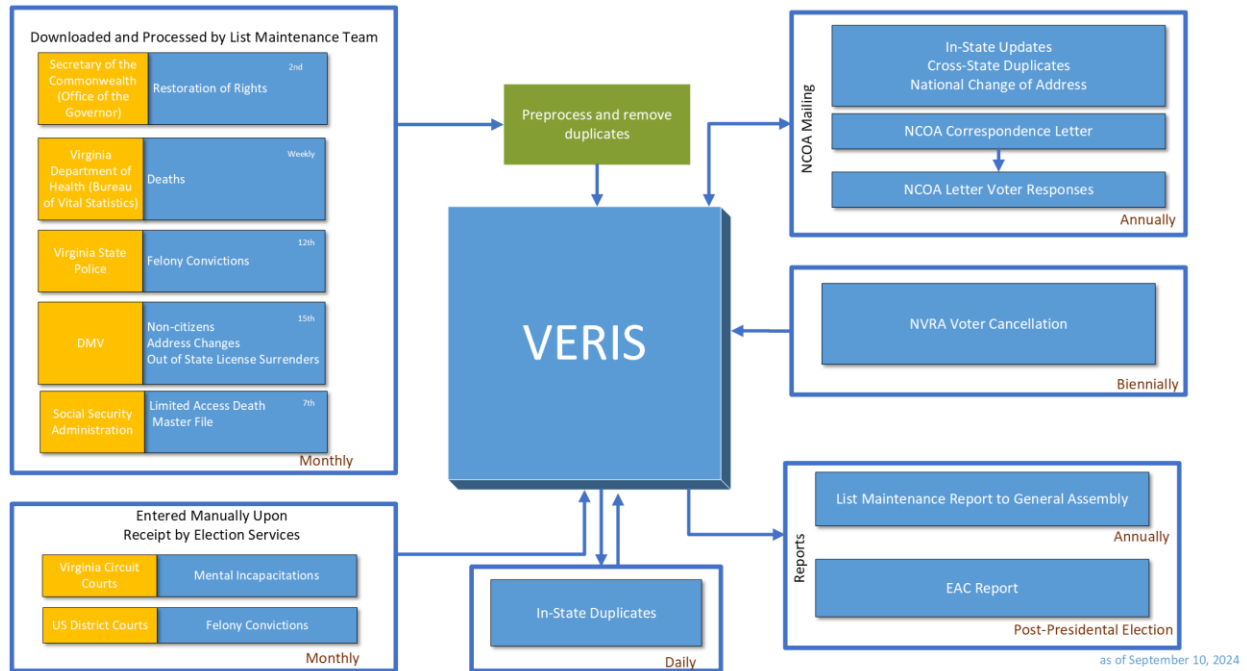 Downloaded and Processed by List Maintenance Team
Secretary of the
Commonwealth
(Office of the
Governor)
2nd
Restoration of Rights
Virginia
Department of
Health (Bureau
of Vital Statistics)
Weekly
Deaths
Virginia State
Police
12th
Felony Convictions
DMV
15th
Non-citizens
Address Changes
Out of State License Surrenders
Social Security
Administration
7th
Limited Access Death
Master File
Monthly
Preprocess and remove
duplicates
VERIS
NCOA Mailing
In-State Updates
Cross-State Duplicates
National Change of Address
NCOA Correspondence Letter
NCOA Letter Voter Responses
Annually
NVRA Voter Cancellation
Biennially
Entered Manually Upon
Receipt by Election Services
Virginia Circuit
Courts
Mental Incapacitations
US District Courts
Felony Convictions
Monthly
In-State Duplicates
Daily
Reports
List Maintenance Report to General Assembly
Annually
EAC Report
Post-Presidential Election
as of September 10, 2024